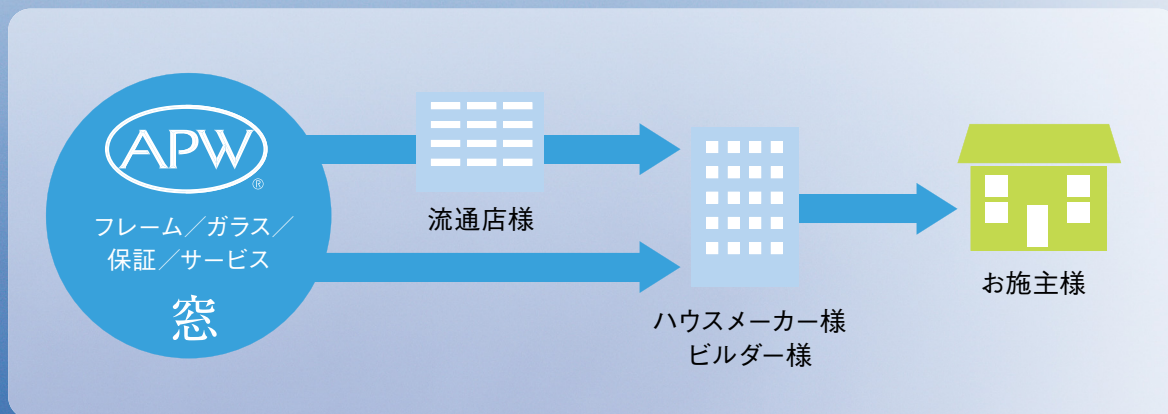 APW®
フレーム／ガラス／
保証／サービス
窓
流通店様
ハウスメーカー様
ビルダー様
お施主様